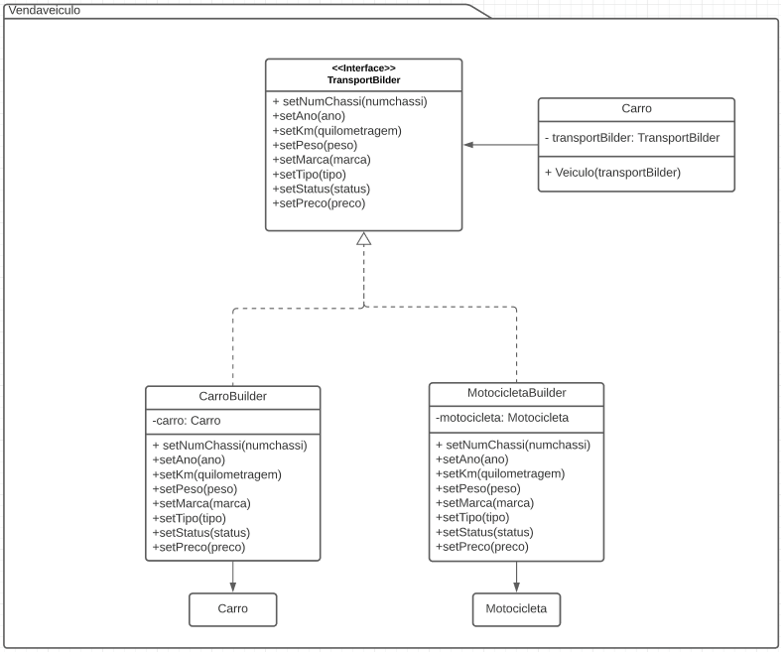 Vendaveiculo
<<Interface>>
TransportBilder
+ setNumChassi(numchassi)
+setAno(ano)
+setKm(quilometragem)
+setPeso(peso)
+setMarca(marca)
+setTipo(tipo)
+setStatus(status)
+setPreco(preco)
Carro
- transportBilder: TransportBilder
+ Veiculo(transportBilder)
CarroBuilder
-carro: Carro
+ setNumChassi(numchassi)
+setAno(ano)
+setKm(quilometragem)
+setPeso(peso)
+setMarca(marca)
+setTipo(tipo)
+setStatus(status)
+setPreco(preco)
Carro
MotocicletaBuilder
-motocicleta: Motocicleta
+ setNumChassi(numchassi)
+setAno(ano)
+setKm(quilometragem)
+setPeso(peso)
+setMarca(marca)
+setTipo(tipo)
+setStatus(status)
+setPreco(preco)
Motocicleta